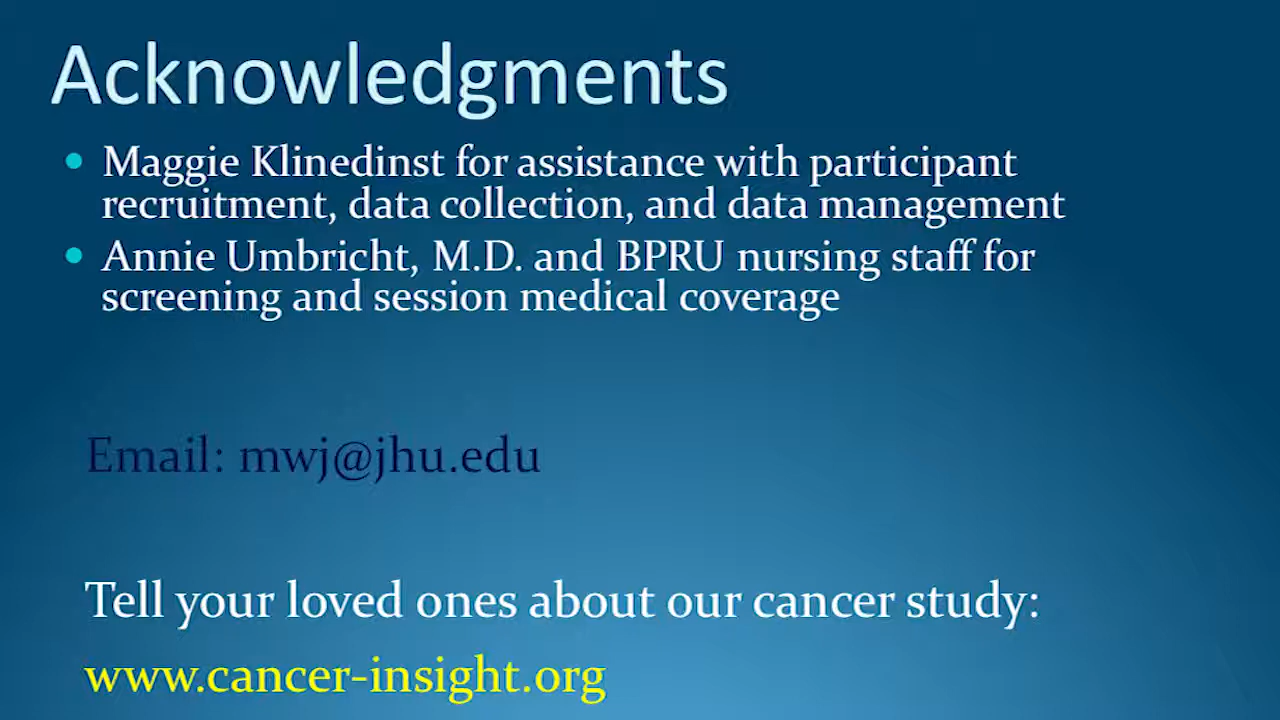 Acknowledgments
• Maggie Klinedinst for assistance with participant
recruitment, data collection, and data management
• Annie Umbricht, M.D. and BPRU nursing staff for
screening and session medical coverage
Email: mwj@jhu.edu
Tell your loved ones about our cancer study:
www.cancer-insight.org